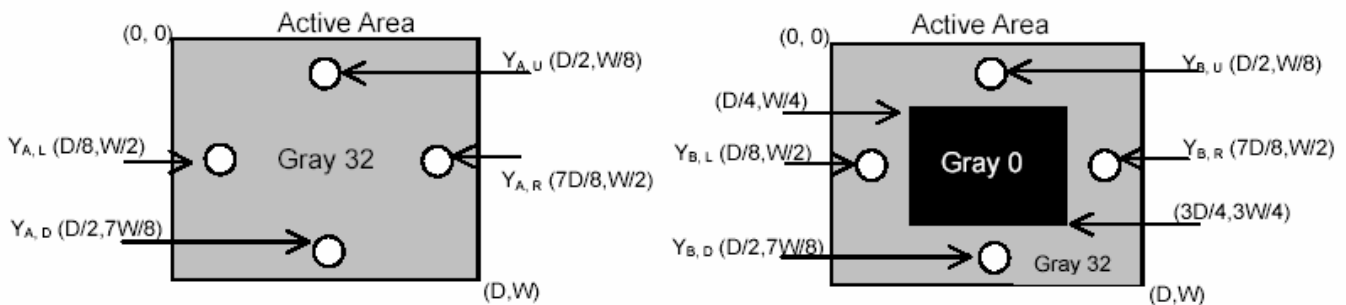 Active Area
(0, 0)
Y_A, U (D/2,W/8)
Y_A, L (D/8,W/2)
Gray 32
Y_A, R (7D/8,W/2)
Y_A, D (D/2,7W/8)
(D,W)
Active Area
(0, 0)
Y_B, U (D/2,W/8)
(D/4,W/4)
Y_B, L (D/8,W/2)
Gray 0
Y_B, R (7D/8,W/2)
(3D/4,3W/4)
Y_B, D (D/2,7W/8)
Gray 32
(D,W)